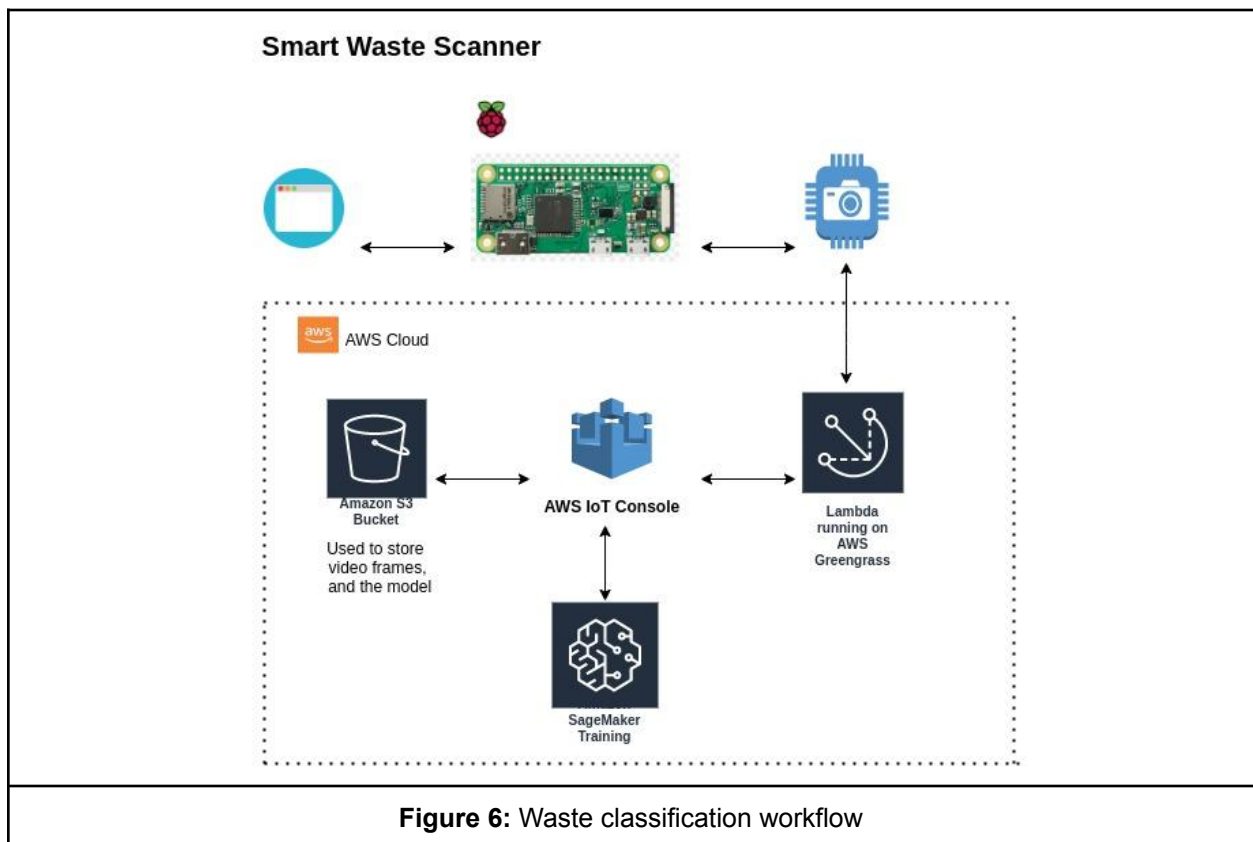 Smart Waste Scanner
aws
AWS Cloud
Amazon S3
Bucket
Used to store
video frames,
and the model
AWS IoT Console
Lambda
running on
AWS
Greengrass
SageMaker
Training
Figure 6: Waste classification workflow